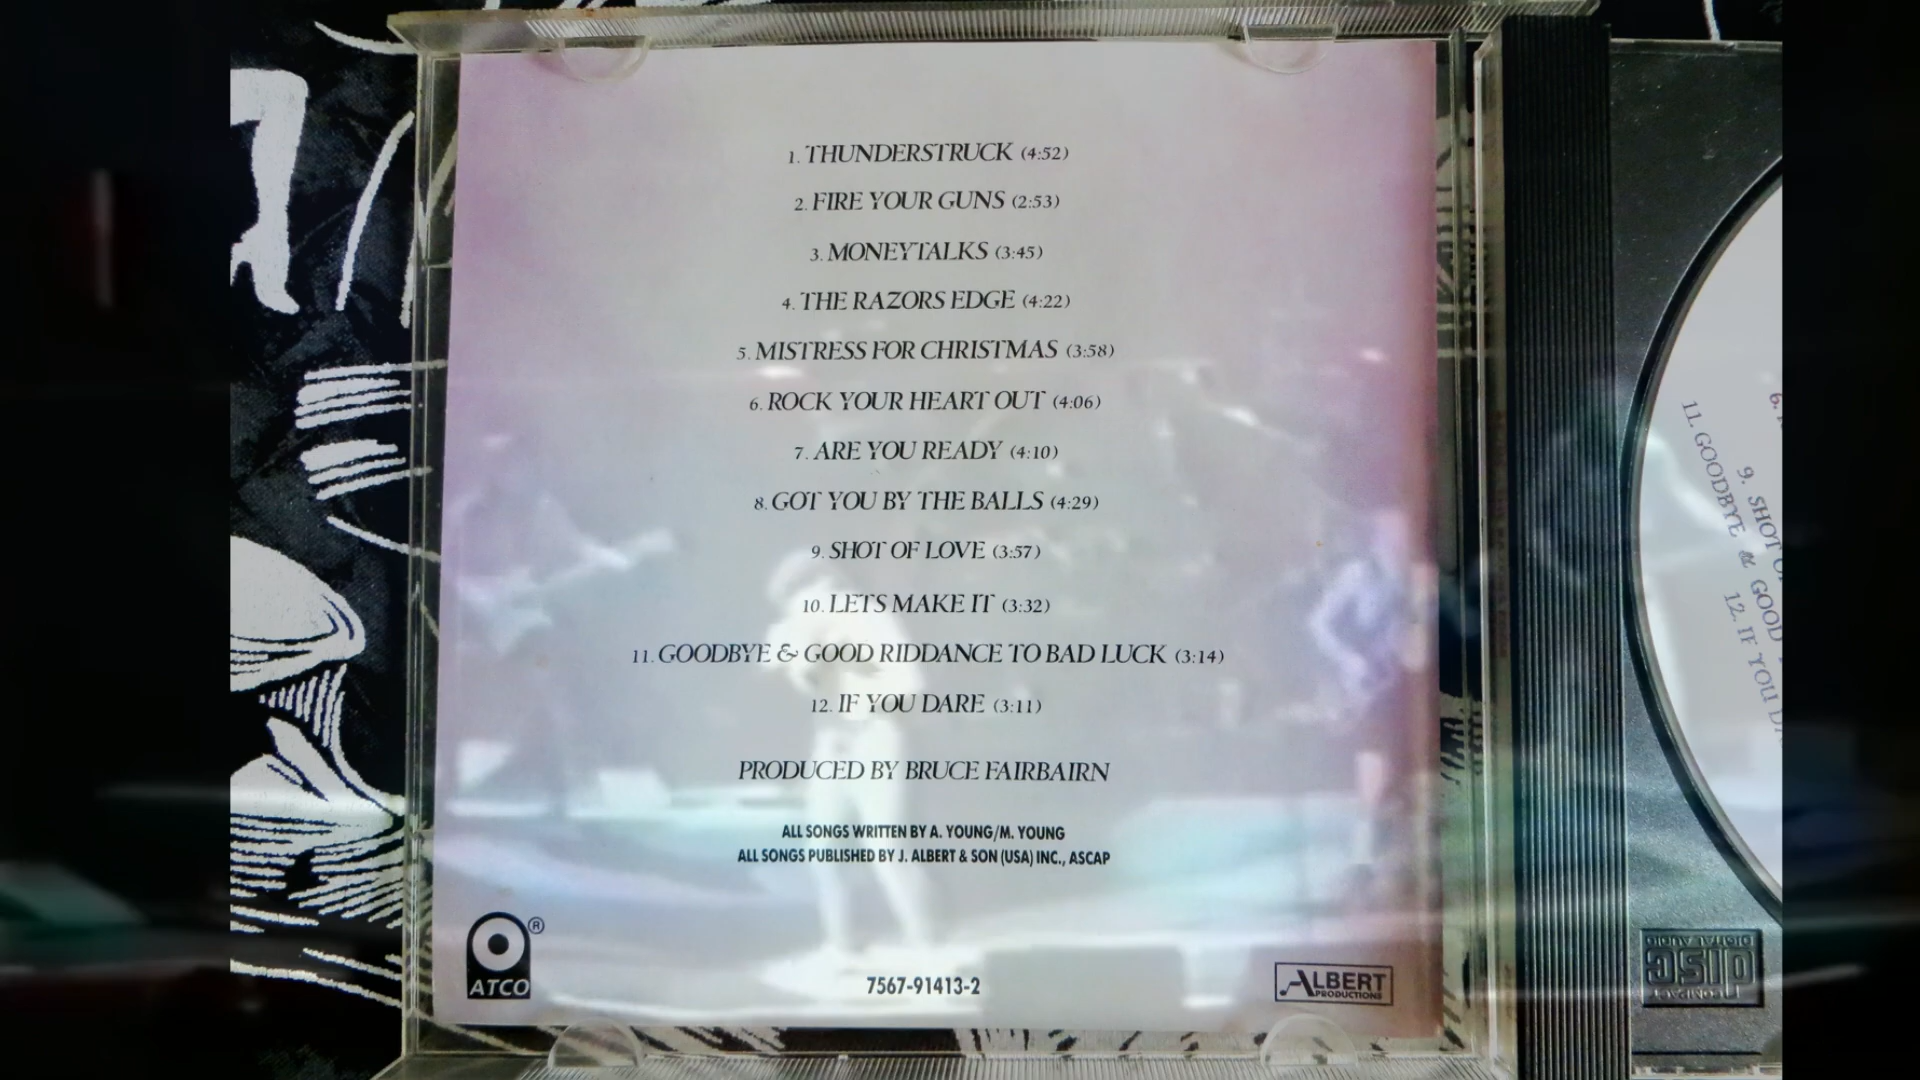 1. THUNDERSTRUCK (4:52)
2. FIRE YOUR GUNS (2:53)
3. MONEYTALKS (3:45)
4. THE RAZORS EDGE (4:22)
5. MISTRESS FOR CHRISTMAS (3:58)
6. ROCK YOUR HEART OUT (4:06)
7. ARE YOU READY (4:10)
8. GOT YOU BY THE BALLS (4:29)
9. SHOT OF LOVE (3:57)
10. LETS MAKE IT (3:32)
11. GOODBYE & GOOD RIDDANCE TO BAD LUCK (3:14)
12. IF YOU DARE (3:11)
PRODUCED BY BRUCE FAIRBAIRN
ALL SONGS WRITTEN BY A. YOUNG/M. YOUNG
ALL SONGS PUBLISHED BY J. ALBERT & SON (USA) INC., ASCAP
ATCO ®
7567-91413-2
ALBERT
PRODUCTIONS
6.
9. SHOT
11. GOODBYE & GOOD
12. IF YOU
COMPACT
disc
DIGITAL AUDIO